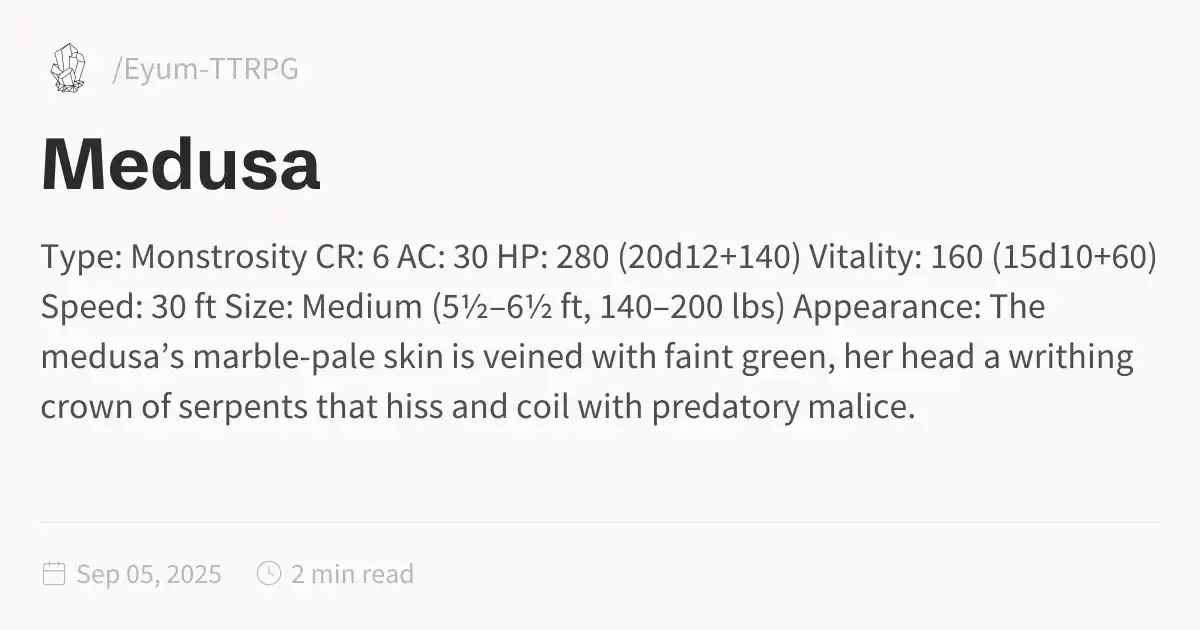 /Eyum-TTRPG
Medusa
Type: Monstrosity CR: 6 AC: 30 HP: 280 (20d12+140) Vitality: 160 (15d10+60)
Speed: 30 ft Size: Medium (5½–6½ ft, 140–200 lbs) Appearance: The
medusa’s marble-pale skin is veined with faint green, her head a writhing
crown of serpents that hiss and coil with predatory malice.
Sep 05, 2025 2 min read